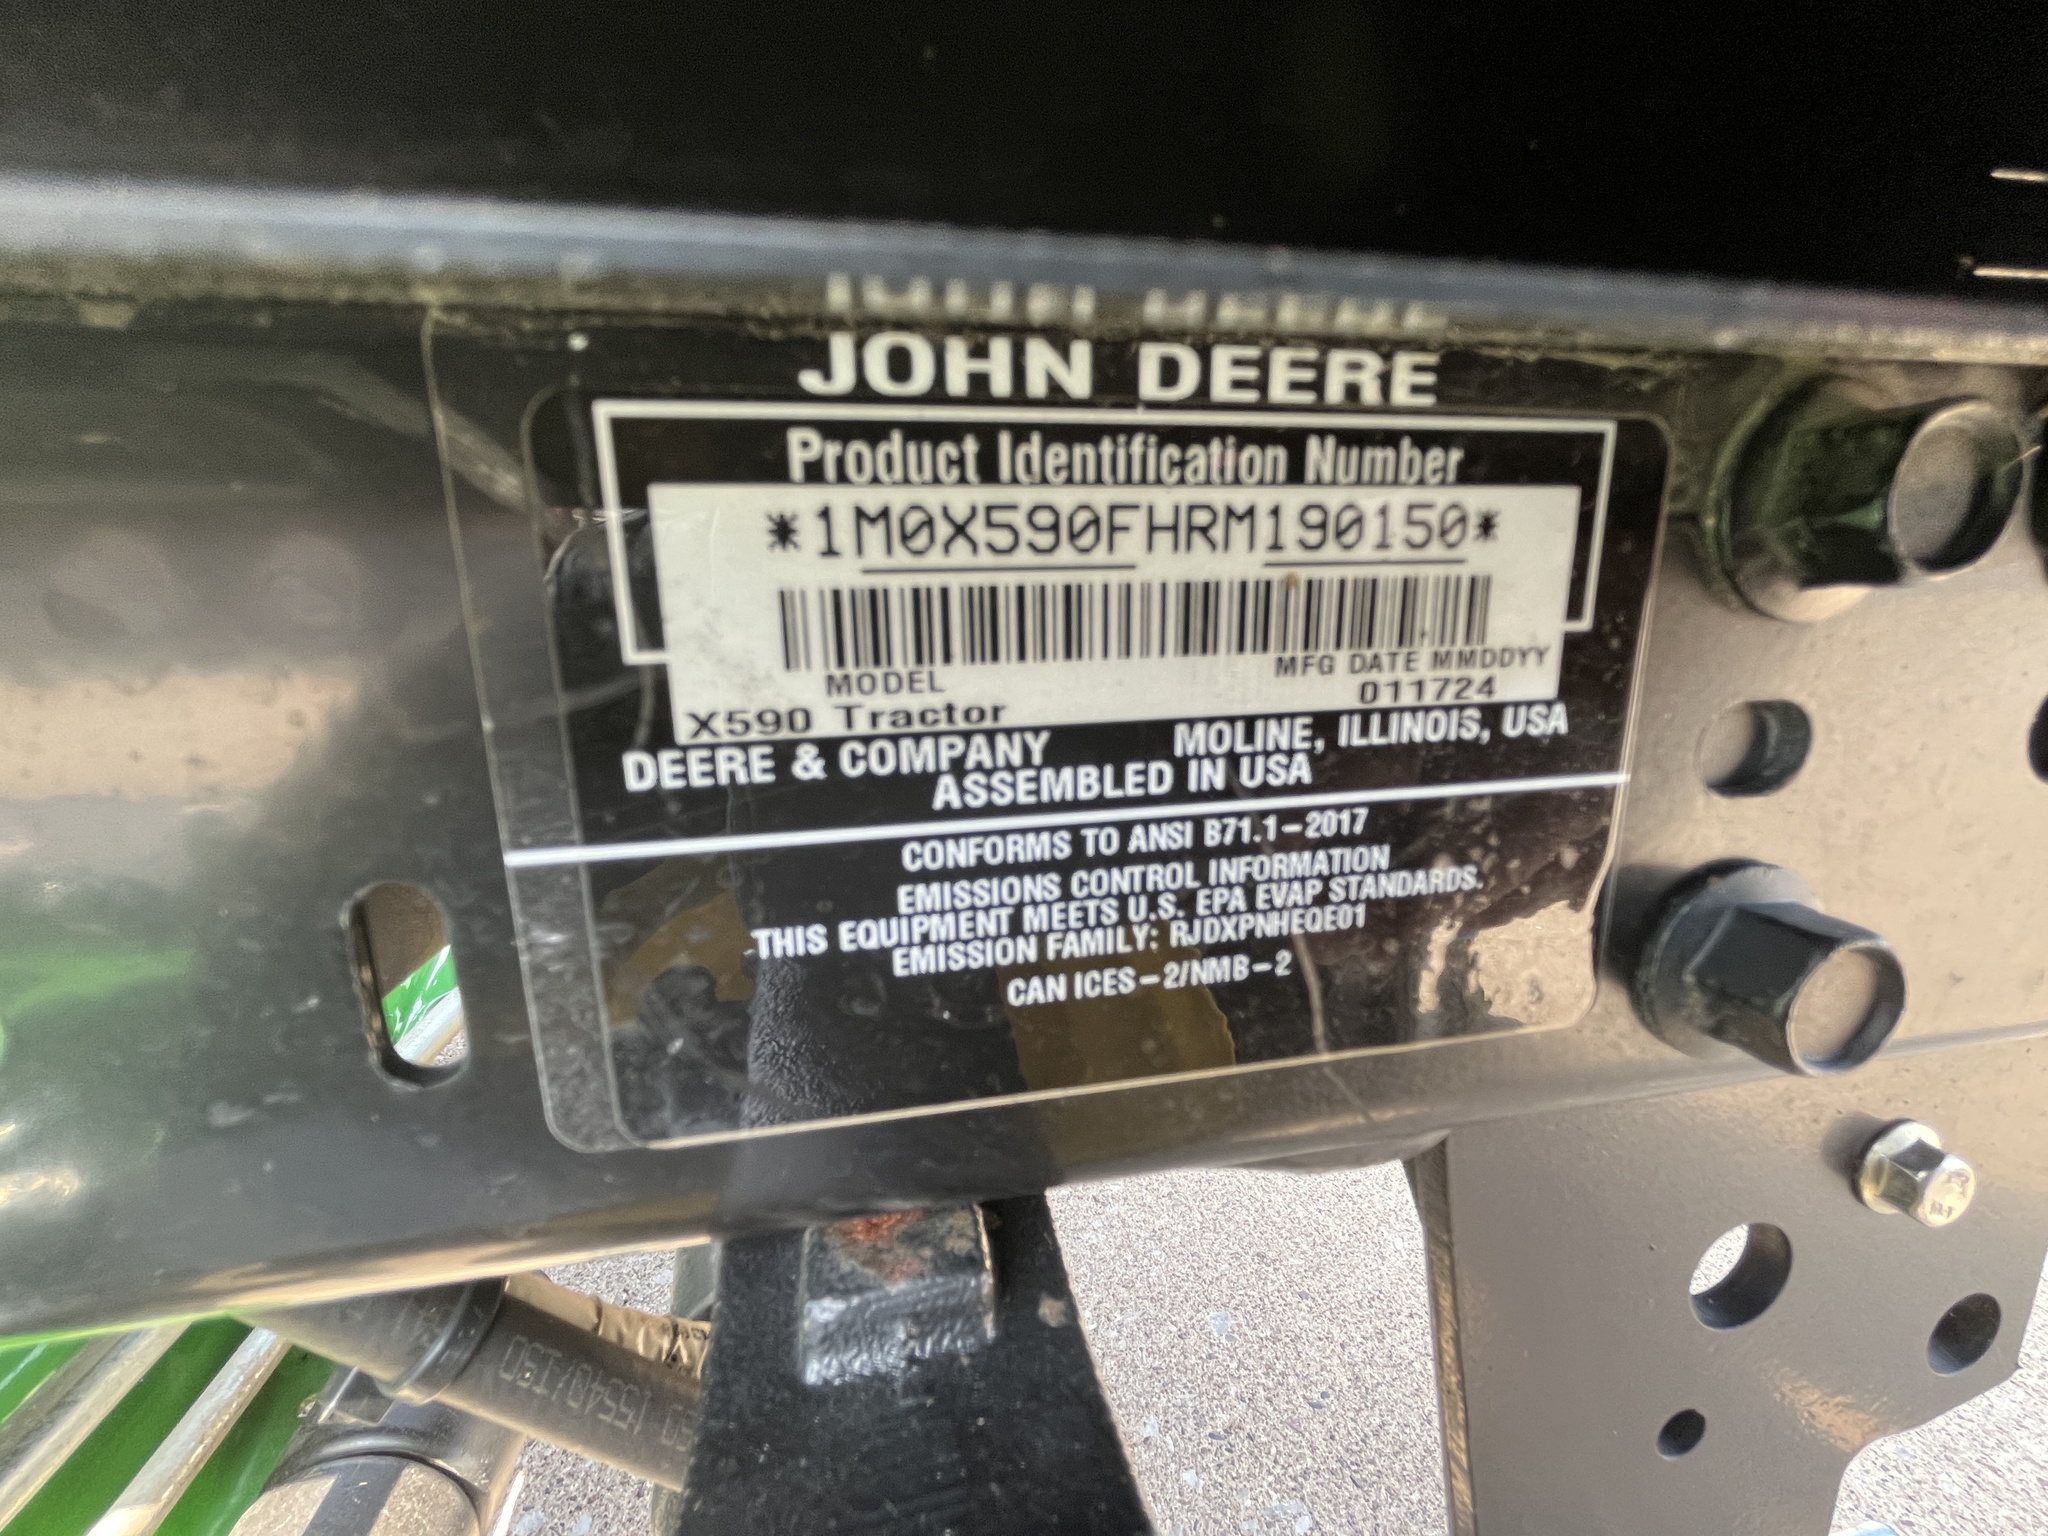 JOHN DEERE
Product Identification Number
*1M0X590FHRM190150*
MODEL
MFG DATE MMDDYY
X590 Tractor
011724
DEERE & COMPANY
MOLINE, ILLINOIS, USA
ASSEMBLED IN USA
CONFORMS TO ANSI B71.1-2017
EMISSIONS CONTROL INFORMATION
THIS EQUIPMENT MEETS U.S. EPA EVAP STANDARDS.
EMISSION FAMILY: RJDXPNHEQE01
CAN ICES-2/NMB-2
15540/ISO